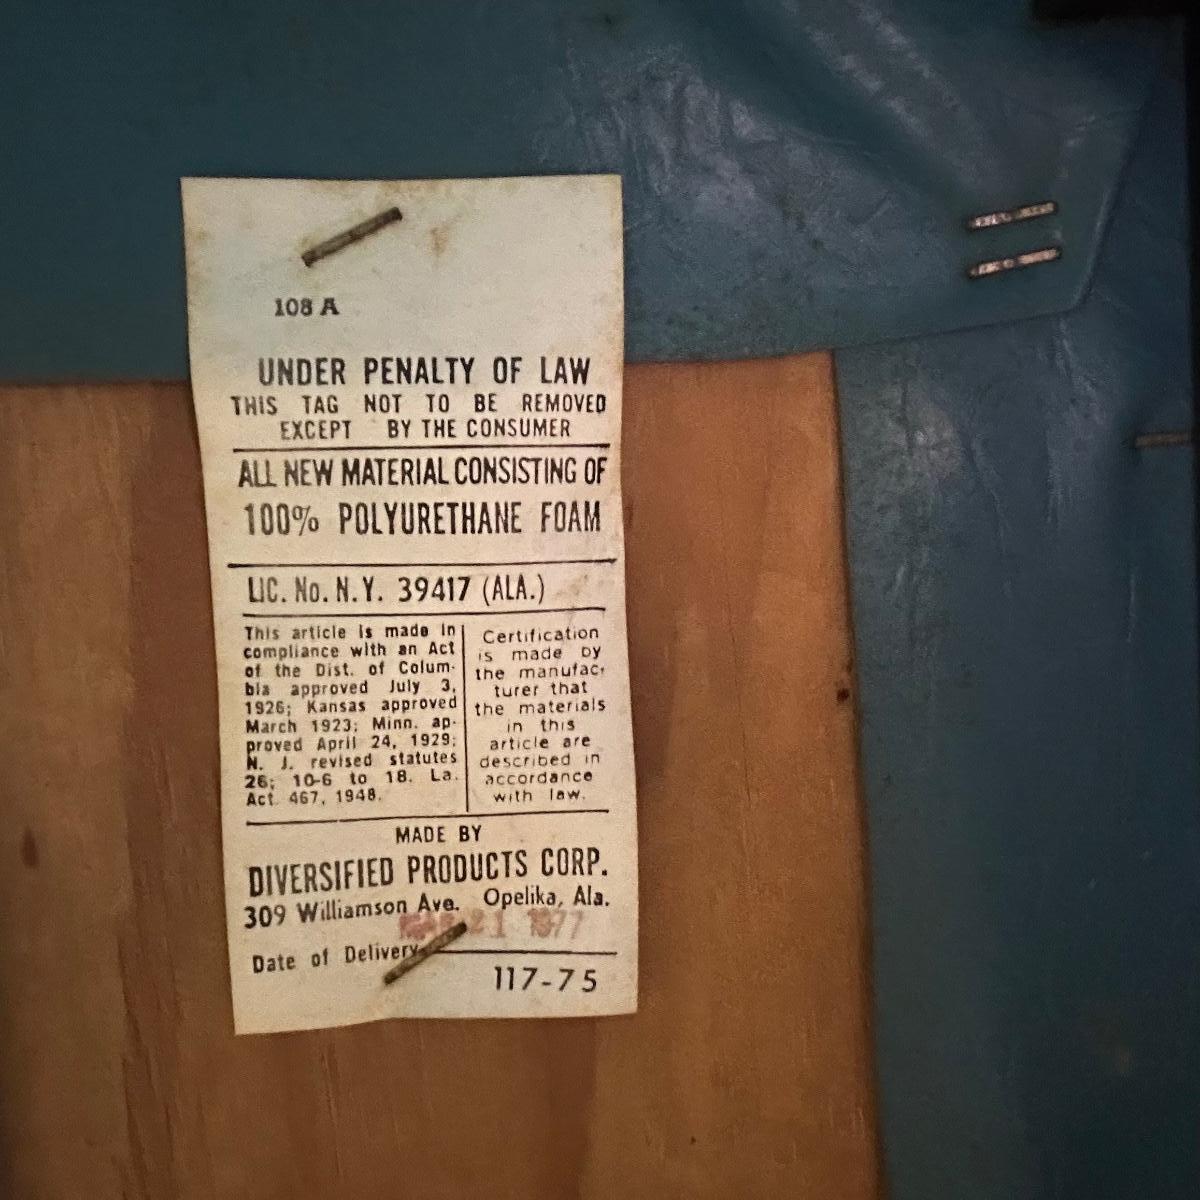 108 A
UNDER PENALTY OF LAW
THIS TAG NOT TO BE REMOVED
EXCEPT BY THE CONSUMER
ALL NEW MATERIAL CONSISTING OF
100% POLYURETHANE FOAM
LIC. No. N.Y. 39417 (ALA.)
This article is made in
compliance with an Act
of the Dist. of Colum-
bia approved July 3,
1926; Kansas approved
March 1923; Minn. ap-
proved April 24, 1929;
N. J. revised statutes
26; 10-6 to 18. La.
Act 467, 1948.
Certification
is made by
the manufac-
turer that
the materials
in this
article are
described in
accordance
with law.
MADE BY
DIVERSIFIED PRODUCTS CORP.
309 Williamson Ave. Opelika, Ala.
21 1977
Date of Delivery
117-75